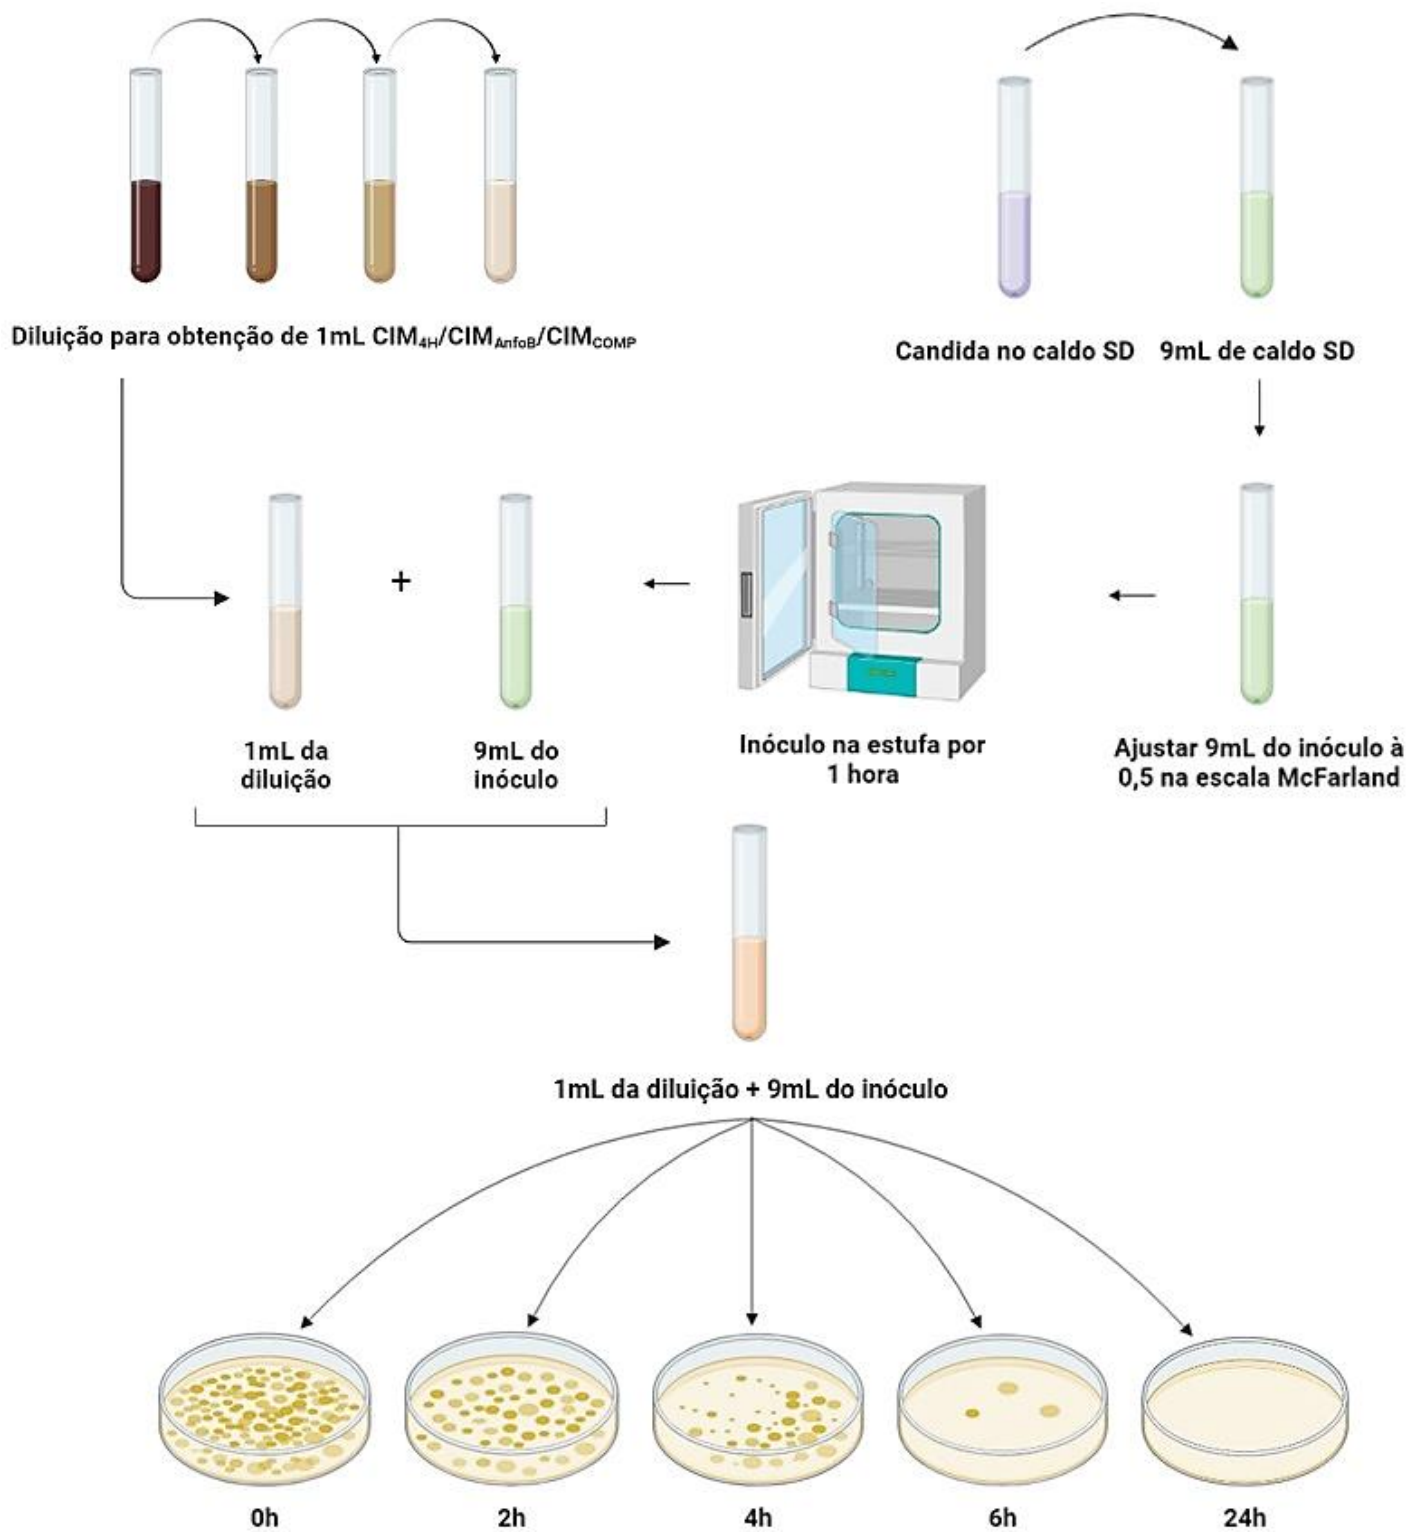 Diluição para obtenção de 1mL CIM4H/CIMAnfoB/CIMCOMP
Candida no caldo SD
9mL de caldo SD
1mL da
diluição
+
9mL do
inóculo
Inóculo na estufa por
1 hora
Ajustar 9mL do inóculo à
0,5 na escala McFarland
1mL da diluição + 9mL do inóculo
0h
2h
4h
6h
24h